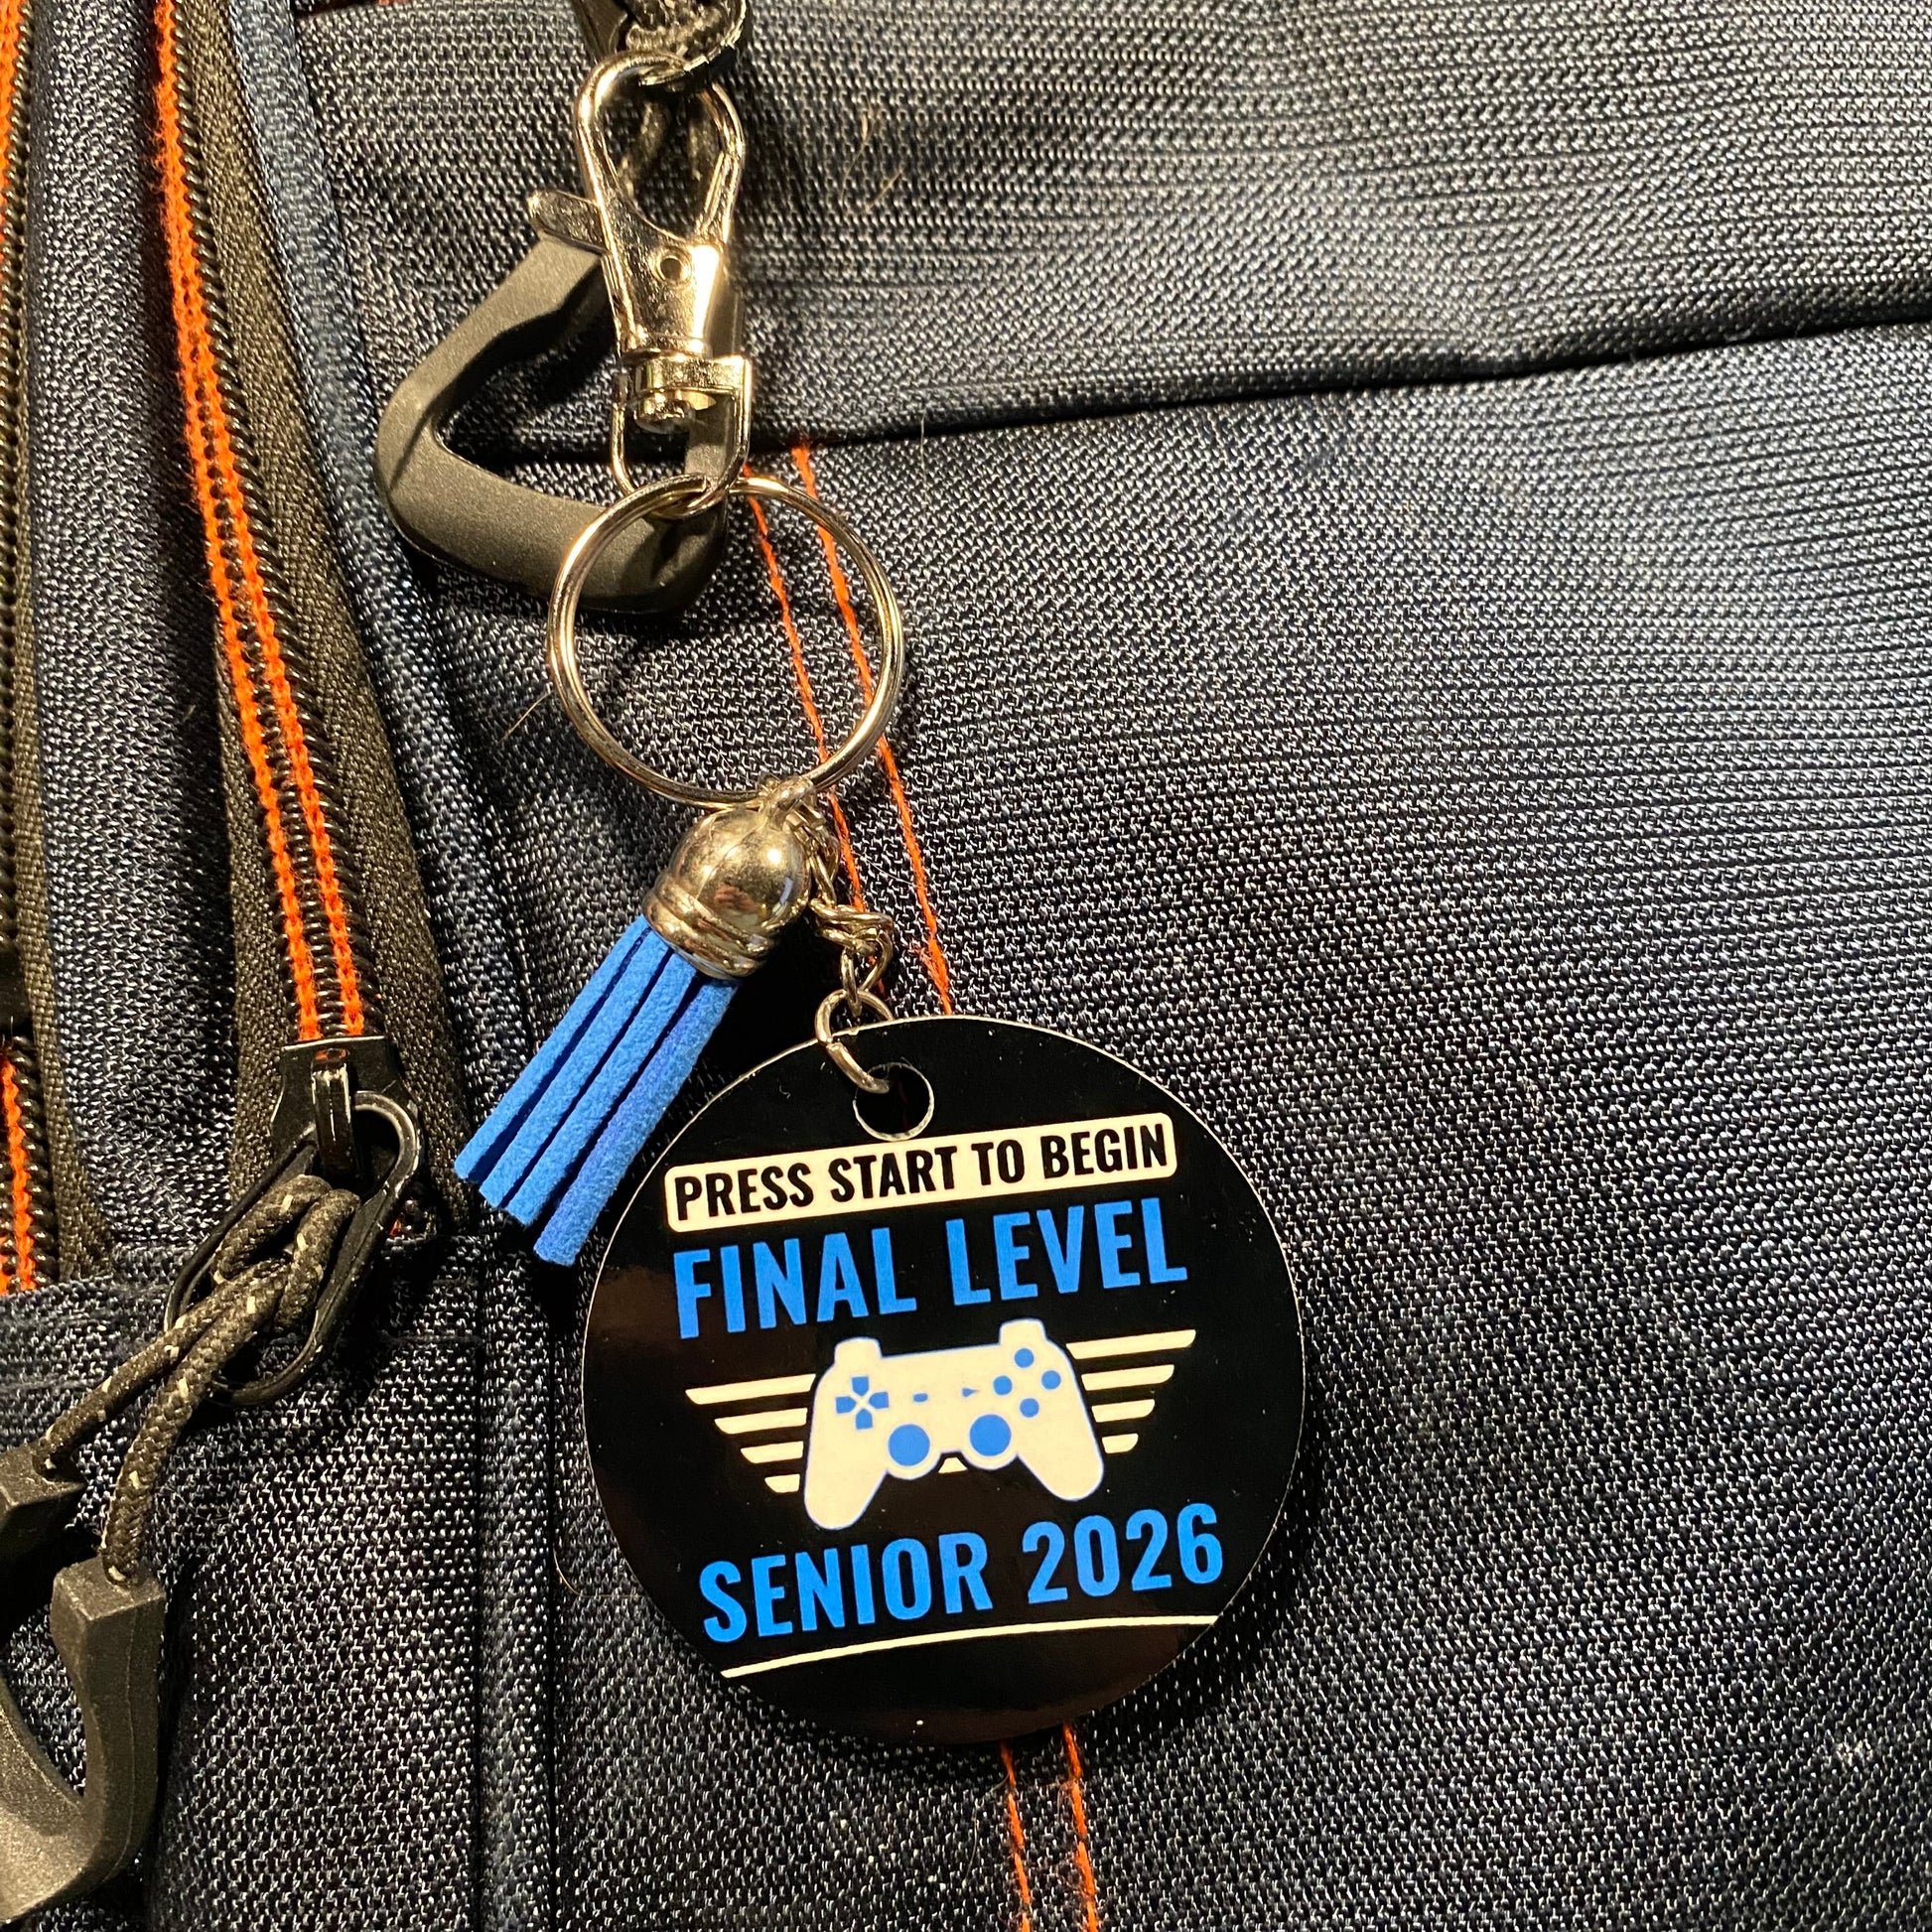 PRESS START TO BEGIN
FINAL LEVEL
SENIOR 2026